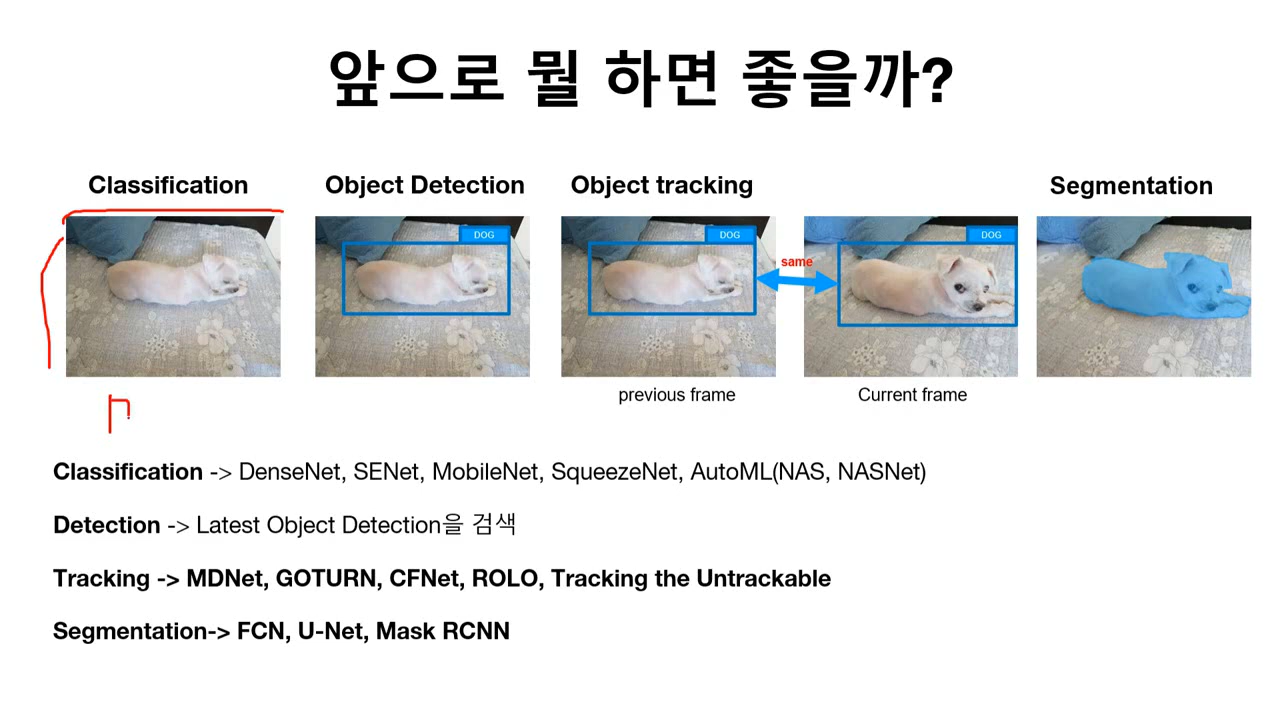 앞으로 뭘 하면 좋을까?
Classification
Object Detection
Object tracking
Segmentation
DOG
DOG
same
DOG
previous frame
Current frame
Classification -> DenseNet, SENet, MobileNet, SqueezeNet, AutoML(NAS, NASNet)
Detection -> Latest Object Detection을 검색
Tracking -> MDNet, GOTURN, CFNet, ROLO, Tracking the Untrackable
Segmentation-> FCN, U-Net, Mask RCNN